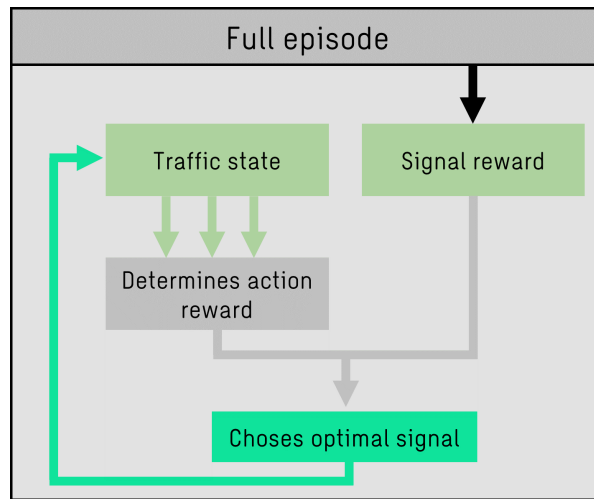 Full episode
Traffic state
Signal reward
Determines action
reward
Choses optimal signal